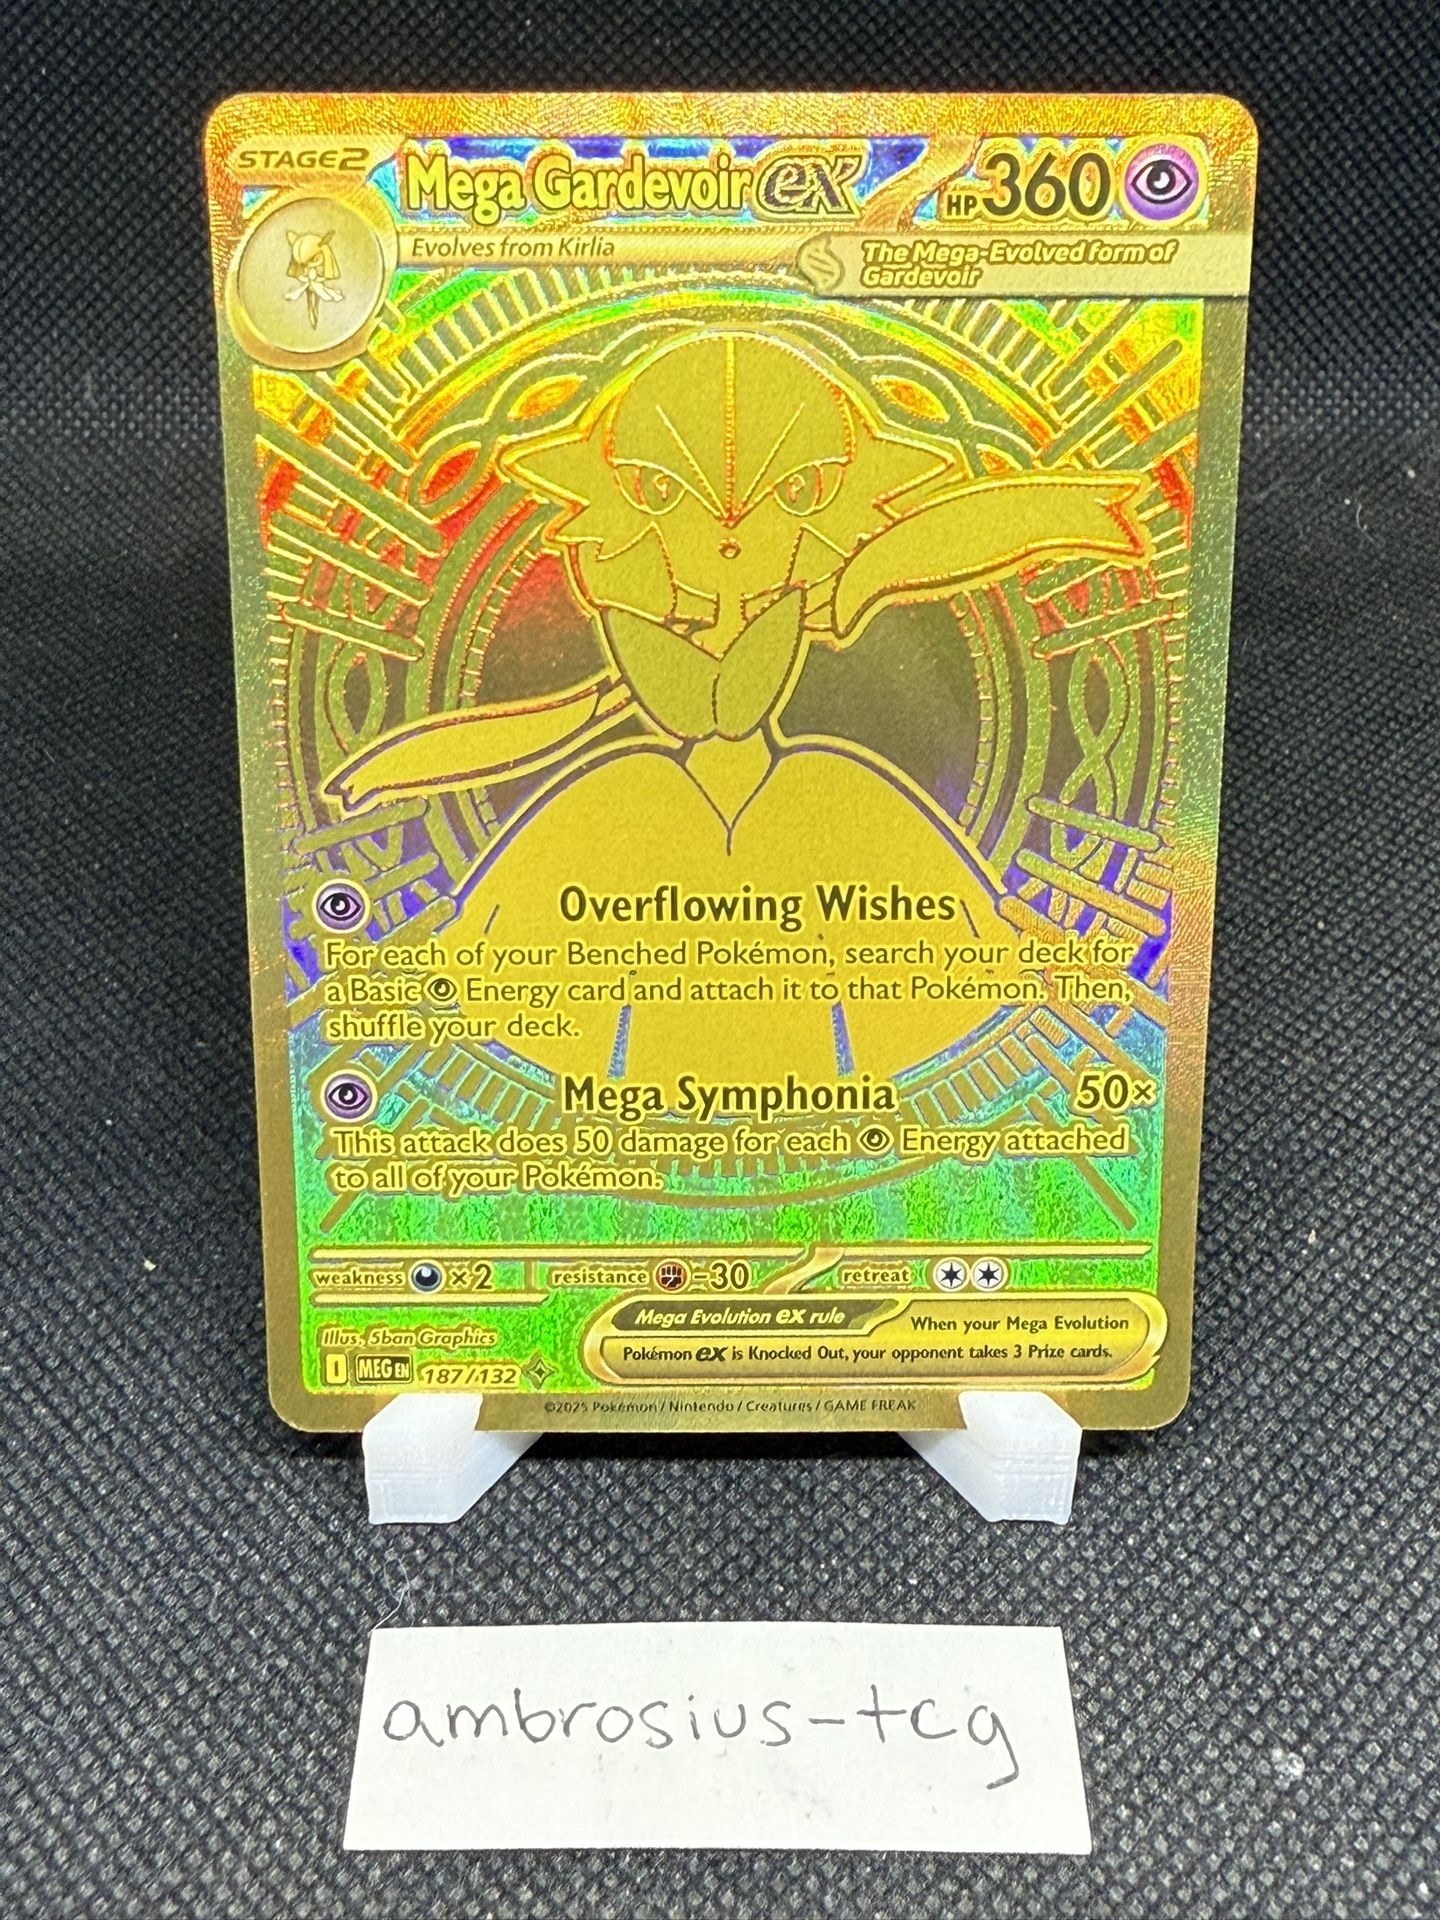 STAGE2
Mega Gardevoir ex
HP360
Evolves from Kirlia
The Mega-Evolved form of
Gardevoir
Overflowing Wishes
For each of your Benched Pokémon, search your deck for
a Basic Energy card and attach it to that Pokémon. Then,
shuffle your deck.
Mega Symphonia 50×
This attack does 50 damage for each Energy attached
to all of your Pokémon.
weakness ×2 resistance -30 retreat
Mega Evolution ex rule When your Mega Evolution
Pokémon ex is Knocked Out, your opponent takes 3 Prize cards.
Illus. 5ban Graphics
I MEG EN 187/132
©2025 Pokémon / Nintendo / Creatures / GAME FREAK
ambrosius-tcg